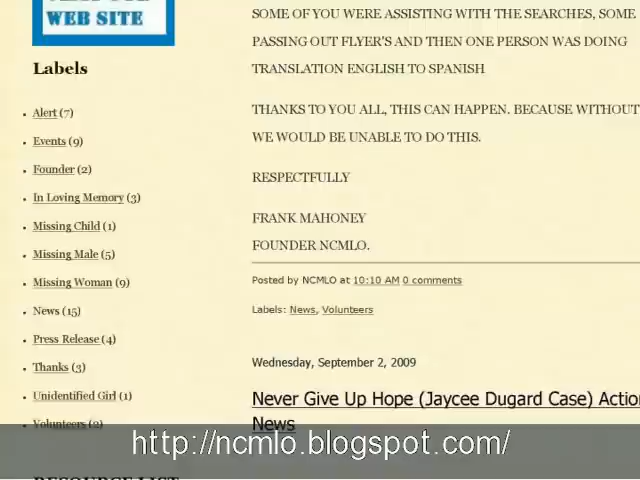 WEB SITE
Labels
Alert (7)
Events (9)
Founder (2)
In Loving Memory (3)
Missing Child (1)
Missing Male (5)
Missing Woman (9)
News (15)
Press Release (4)
Thanks (3)
Unidentified Girl (1)
Volunteers (2)
SOME OF YOU WERE ASSISTING WITH THE SEARCHES, SOME
PASSING OUT FLYER'S AND THEN ONE PERSON WAS DOING
TRANSLATION ENGLISH TO SPANISH
THANKS TO YOU ALL, THIS CAN HAPPEN. BECAUSE WITHOUT
WE WOULD BE UNABLE TO DO THIS.
RESPECTFULLY
FRANK MAHONEY
FOUNDER NCMLO.
Posted by NCMLO at 10:10 AM 0 comments
Labels: News, Volunteers
Wednesday, September 2, 2009
Never Give Up Hope (Jaycee Dugard Case) Actio
News
http://ncmlo.blogspot.com/
RESOURCE LIST